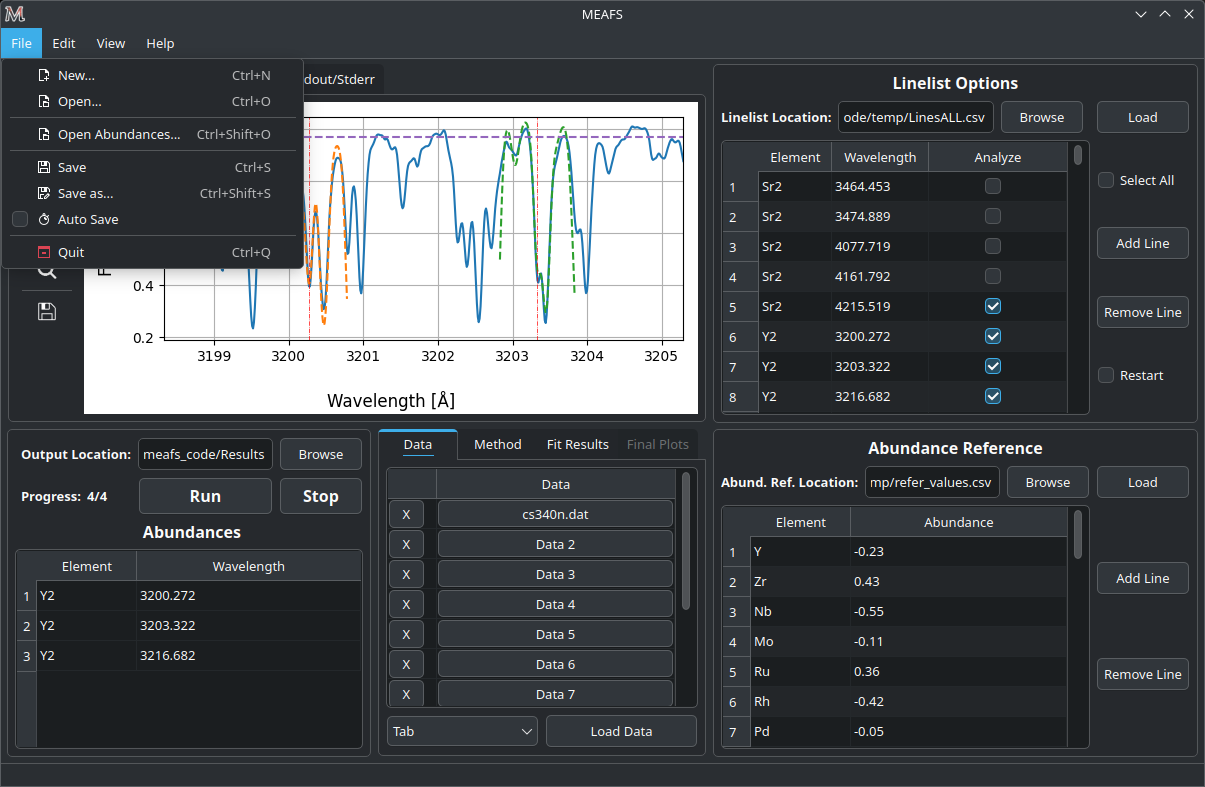 MEAFS
File Edit View Help
New... Ctrl+N
Open... Ctrl+O
Open Abundances... Ctrl+Shift+O
Save Ctrl+S
Save as... Ctrl+Shift+S
Auto Save
Quit Ctrl+Q
dout/Stderr
0.4
0.2
3199 3200 3201 3202 3203 3204 3205
Wavelength [Å]
Linelist Options
Linelist Location: ode/temp/LinesALL.csv Browse Load
Element Wavelength Analyze
1 Sr2 3464.453
2 Sr2 3474.889
3 Sr2 4077.719
4 Sr2 4161.792
5 Sr2 4215.519
6 Y2 3200.272
7 Y2 3203.322
8 Y2 3216.682
Select All
Add Line
Remove Line
Restart
Output Location: meafs_code/Results Browse
Progress: 4/4 Run Stop
Abundances
Element Wavelength
1 Y2 3200.272
2 Y2 3203.322
3 Y2 3216.682
Data Method Fit Results Final Plots
Data
X cs340n.dat
X Data 2
X Data 3
X Data 4
X Data 5
X Data 6
X Data 7
Tab Load Data
Abundance Reference
Abund. Ref. Location: mp/refer_values.csv Browse Load
Element Abundance
1 Y -0.23
2 Zr 0.43
3 Nb -0.55
4 Mo -0.11
5 Ru 0.36
6 Rh -0.42
7 Pd -0.05
Add Line
Remove Line